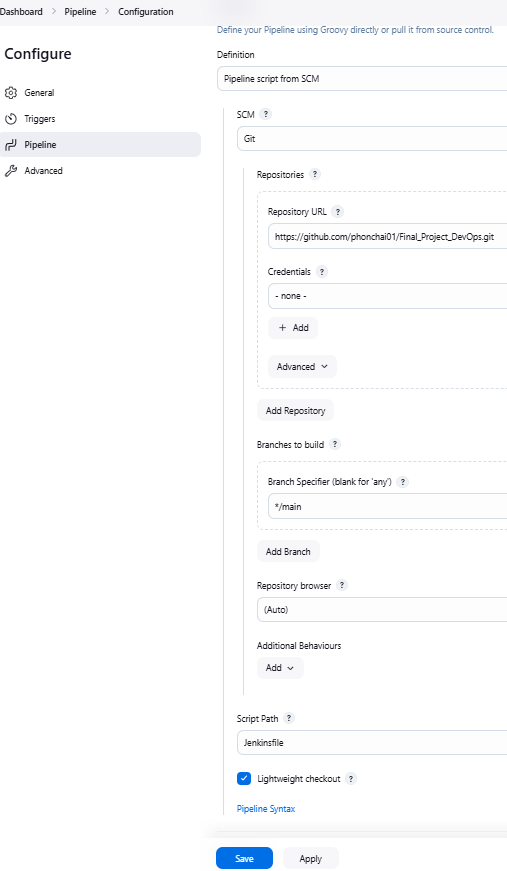 Dashboard > Pipeline > Configuration
Configure
General
Triggers
Pipeline
Advanced
Define your Pipeline using Groovy directly or pull it from source control.
Definition
Pipeline script from SCM
SCM ?
Git
Repositories ?
Repository URL ?
https://github.com/phonchai01/Final_Project_DevOps.git
Credentials ?
- none -
+ Add
Advanced
Add Repository
Branches to build ?
Branch Specifier (blank for 'any') ?
*/main
Add Branch
Repository browser ?
(Auto)
Additional Behaviours
Add
Script Path ?
Jenkinsfile
Lightweight checkout ?
Pipeline Syntax
Save
Apply